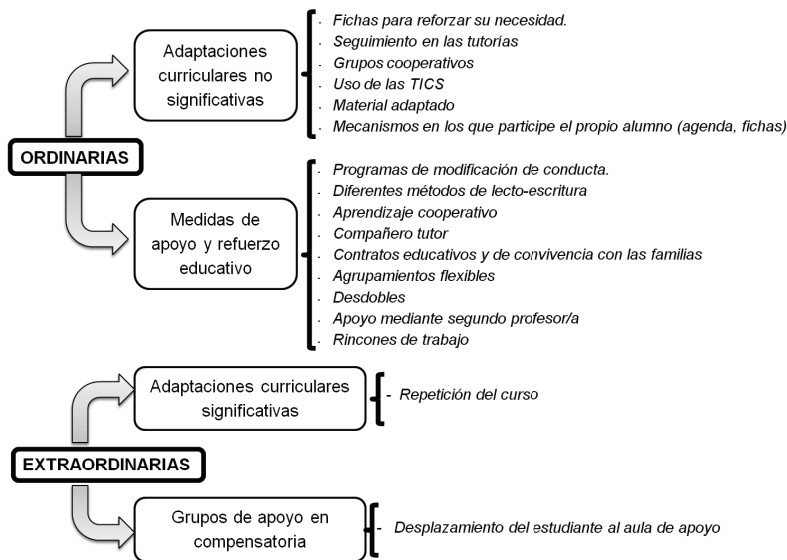 ORDINARIAS
Adaptaciones
curriculares no
significativas
· Fichas para reforzar su necesidad.
· Seguimiento en las tutorías
· Grupos cooperativos
· Uso de las TICS
· Material adaptado
· Mecanismos en los que participe el propio alumno (agenda, fichas)
Medidas de
apoyo y refuerzo
educativo
· Programas de modificación de conducta.
· Diferentes métodos de lecto-escritura
· Aprendizaje cooperativo
· Compañero tutor
· Contratos educativos y de convivencia con las familias
· Agrupamientos flexibles
· Desdobles
· Apoyo mediante segundo profesor/a
· Rincones de trabajo
EXTRAORDINARIAS
Adaptaciones curriculares
significativas
- Repetición del curso
Grupos de apoyo en
compensatoria
- Desplazamiento del estudiante al aula de apoyo